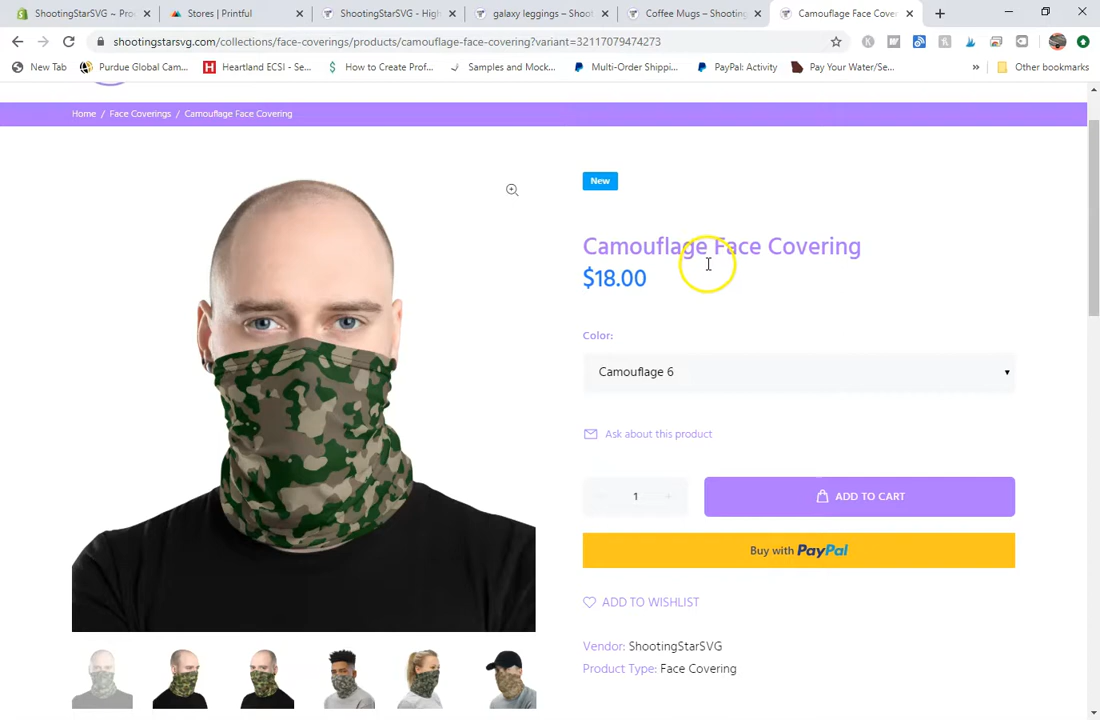 ShootingStarSVG ~ Pro
Stores | Printful
ShootingStarSVG - High
galaxy leggings – Shooti
Coffee Mugs – Shooting
Camouflage Face Cover
shootingstarsvg.com/collections/face-coverings/products/camouflage-face-covering?variant=32117079474273
New Tab
Purdue Global Cam...
Heartland ECSI - Se...
How to Create Prof...
Samples and Mock...
Multi-Order Shippi...
PayPal: Activity
Pay Your Water/Se...
»
Other bookmarks
Home / Face Coverings / Camouflage Face Covering
New
Camouflage Face Covering
$18.00
Color:
Camouflage 6
Ask about this product
1
ADD TO CART
Buy with PayPal
ADD TO WISHLIST
Vendor: ShootingStarSVG
Product Type: Face Covering